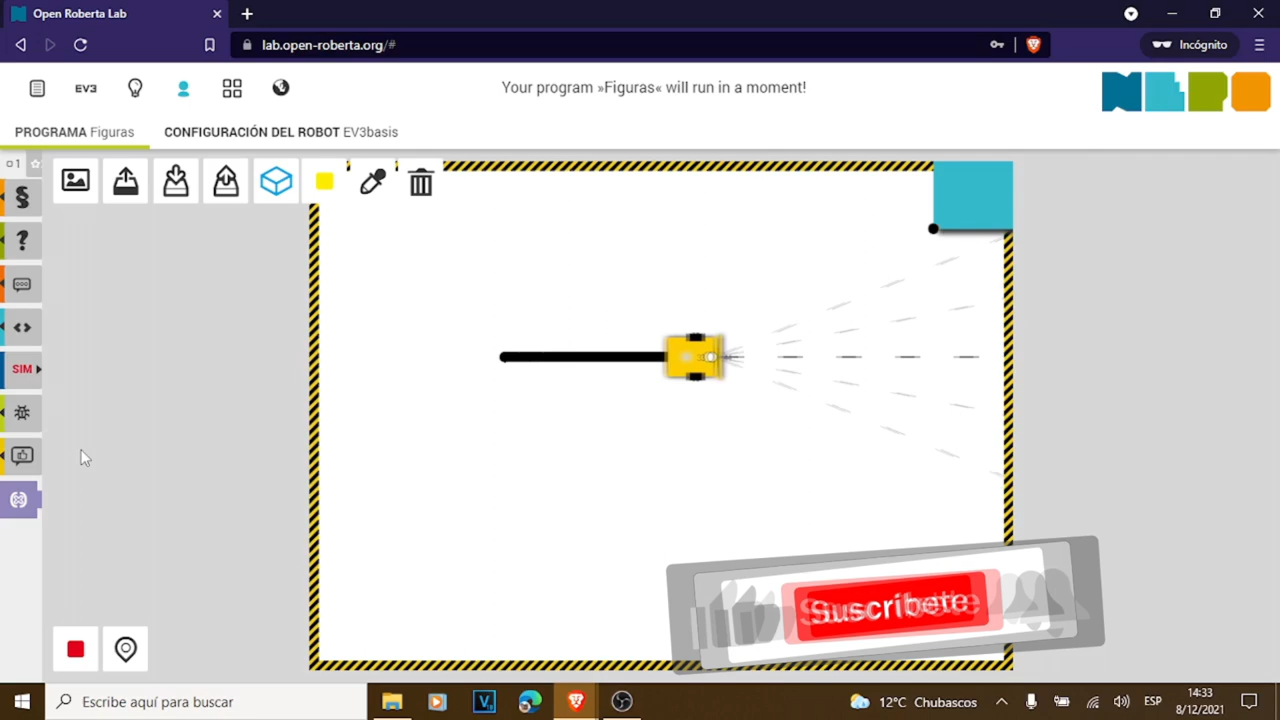 Open Roberta Lab
lab.open-roberta.org/#
Incógnito
EV3
Your program »Figuras« will run in a moment!
PROGRAMA Figuras
CONFIGURACIÓN DEL ROBOT EV3basis
1
SIM
Suscríbete
Escribe aquí para buscar
12°C Chubascos
ESP
14:33
8/12/2021